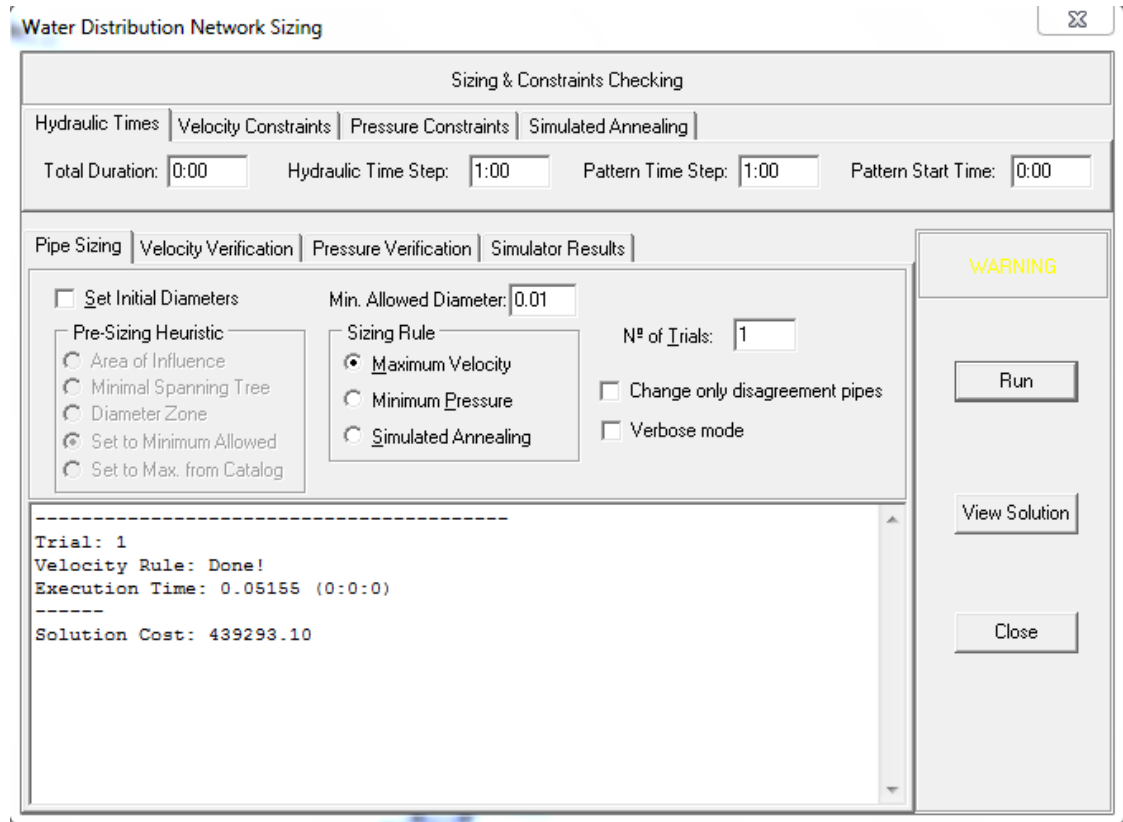 Water Distribution Network Sizing
Sizing & Constraints Checking
Hydraulic Times Velocity Constraints Pressure Constraints Simulated Annealing
Total Duration: 0:00 Hydraulic Time Step: 1:00 Pattern Time Step: 1:00 Pattern Start Time: 0:00
Pipe Sizing Velocity Verification Pressure Verification Simulator Results
WARNING
Set Initial Diameters Min. Allowed Diameter: 0.01
Pre-Sizing Heuristic Sizing Rule Nº of Trials: 1
Area of Influence Maximum Velocity
Minimal Spanning Tree Minimum Pressure Change only disagreement pipes
Diameter Zone
Set to Minimum Allowed Simulated Annealing Verbose mode
Set to Max. from Catalog
Run
----------------------------------------
Trial: 1
Velocity Rule: Done!
Execution Time: 0.05155 (0:0:0)
------
Solution Cost: 439293.10
View Solution
Close